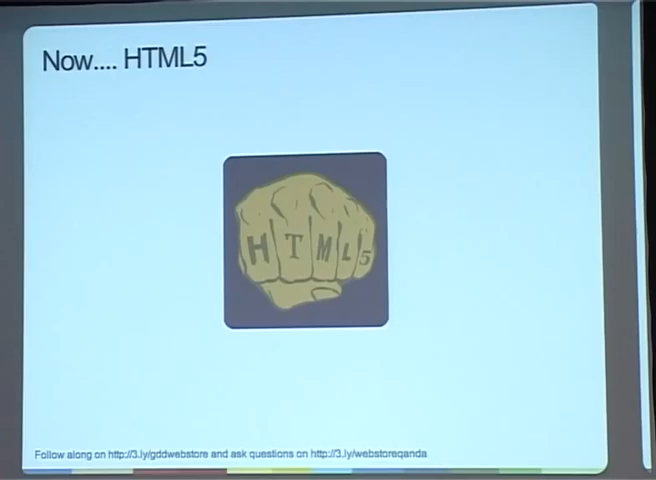 Now.... HTML5
HTML5
Follow along on http://3.ly/gddwebstore and ask questions on http://3.ly/webstoreqanda